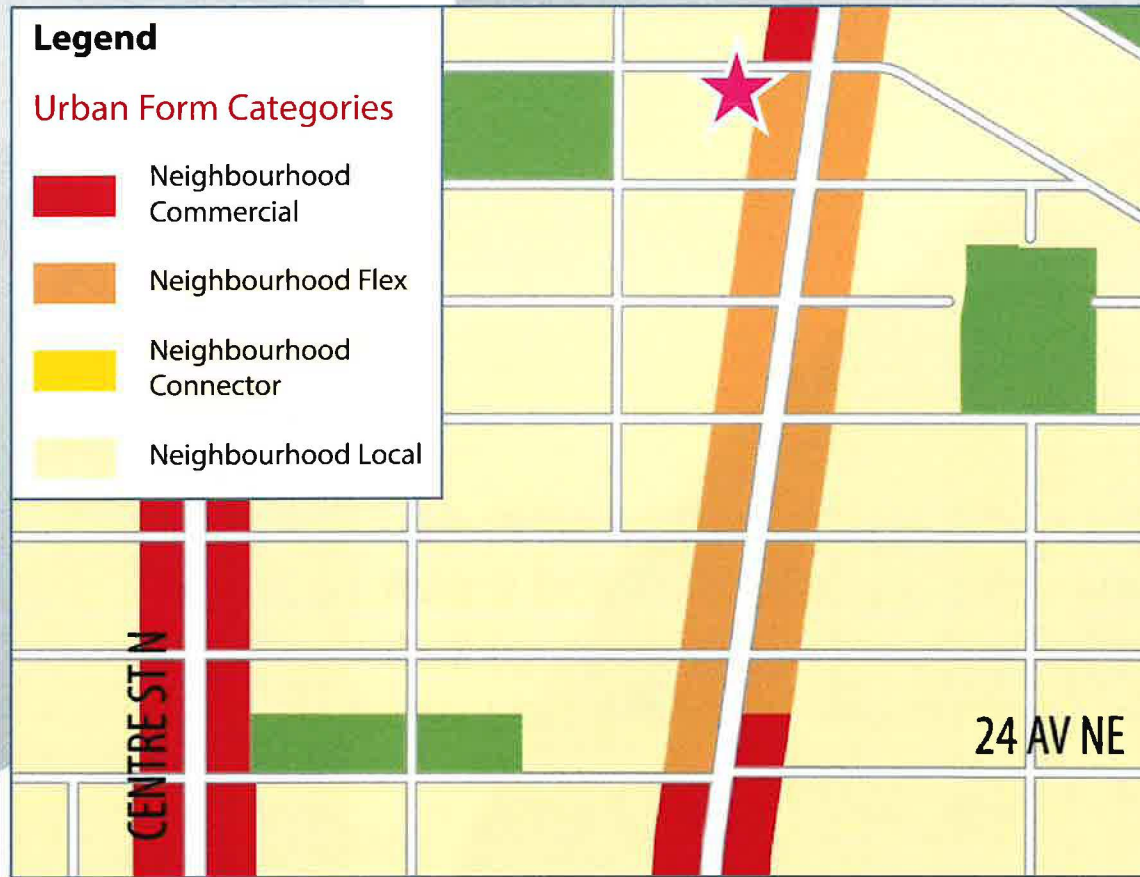 Legend
Urban Form Categories
Neighbourhood
Commercial
Neighbourhood Flex
Neighbourhood
Connector
Neighbourhood Local
CENTRE ST N
24 AV NE